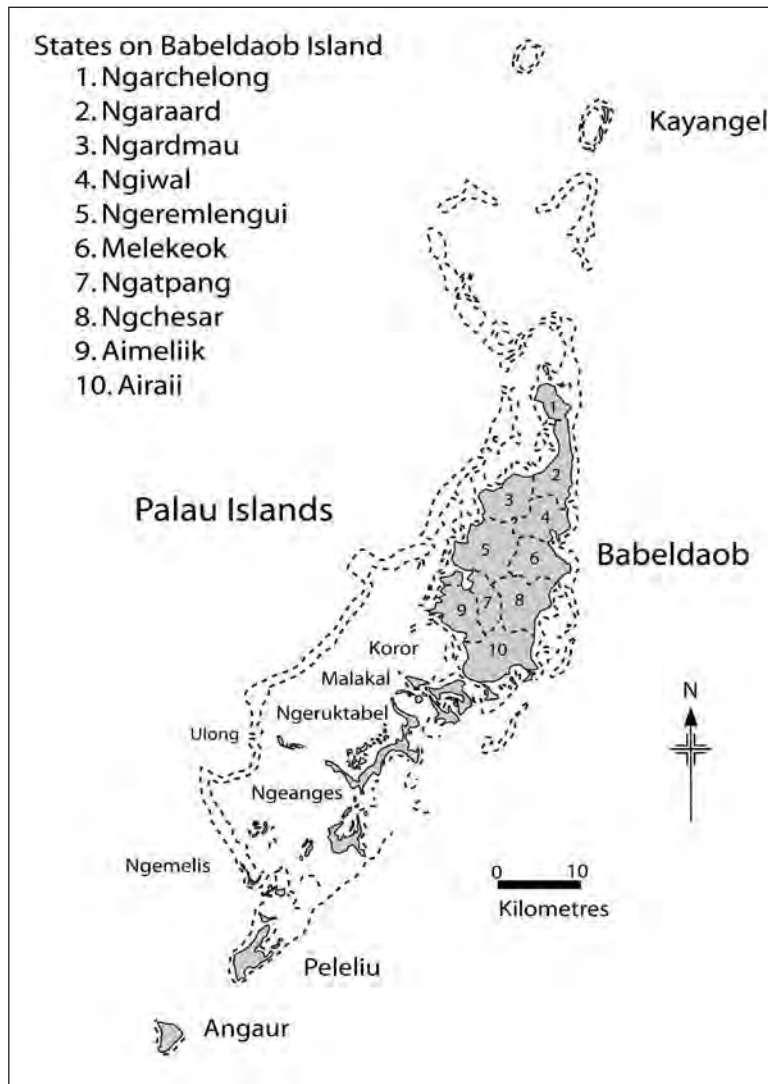 States on Babeldaob Island
1. Ngarchelong
2. Ngaraard
3. Ngardmau
4. Ngiwal
5. Ngeremlengui
6. Melekeok
7. Ngatpang
8. Ngchesar
9. Aimeliik
10. Airaii
Kayangel
1
2
3
4
Palau Islands
5
6
Babeldaob
9
7
8
10
Koror
Malakal
N
Ngeruktabel
Ulong
Ngeanges
Ngemelis
0 10
Kilometres
Peleliu
Angaur